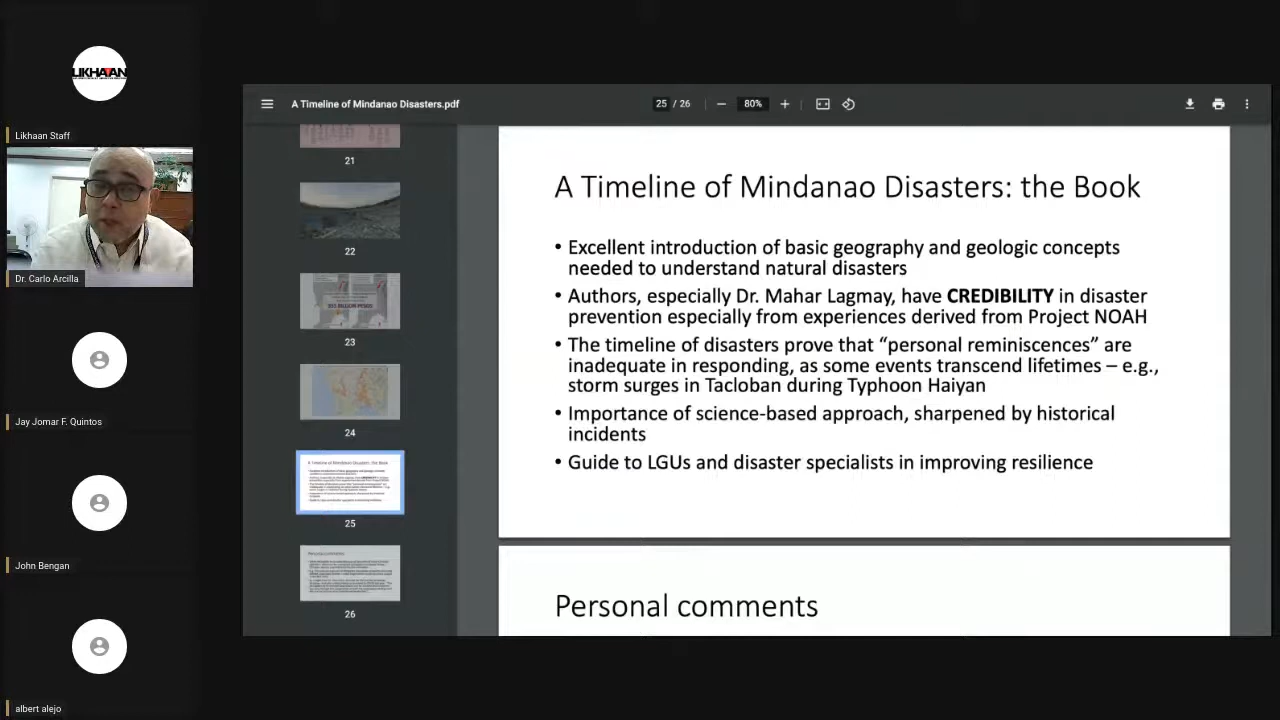 LIKHAAN
Likhaan Staff
Dr. Carlo Arcilla
Jay Jomar F. Quintos
John Bengan
albert alejo
A Timeline of Mindanao Disasters.pdf
25 / 26
80%
21
22
23
24
25
26
A Timeline of Mindanao Disasters: the Book
• Excellent introduction of basic geography and geologic concepts
needed to understand natural disasters
• Authors, especially Dr. Mahar Lagmay, have CREDIBILITY in disaster
prevention especially from experiences derived from Project NOAH
• The timeline of disasters prove that “personal reminiscences” are
inadequate in responding, as some events transcend lifetimes – e.g.,
storm surges in Tacloban during Typhoon Haiyan
• Importance of science-based approach, sharpened by historical
incidents
• Guide to LGUs and disaster specialists in improving resilience
Personal comments